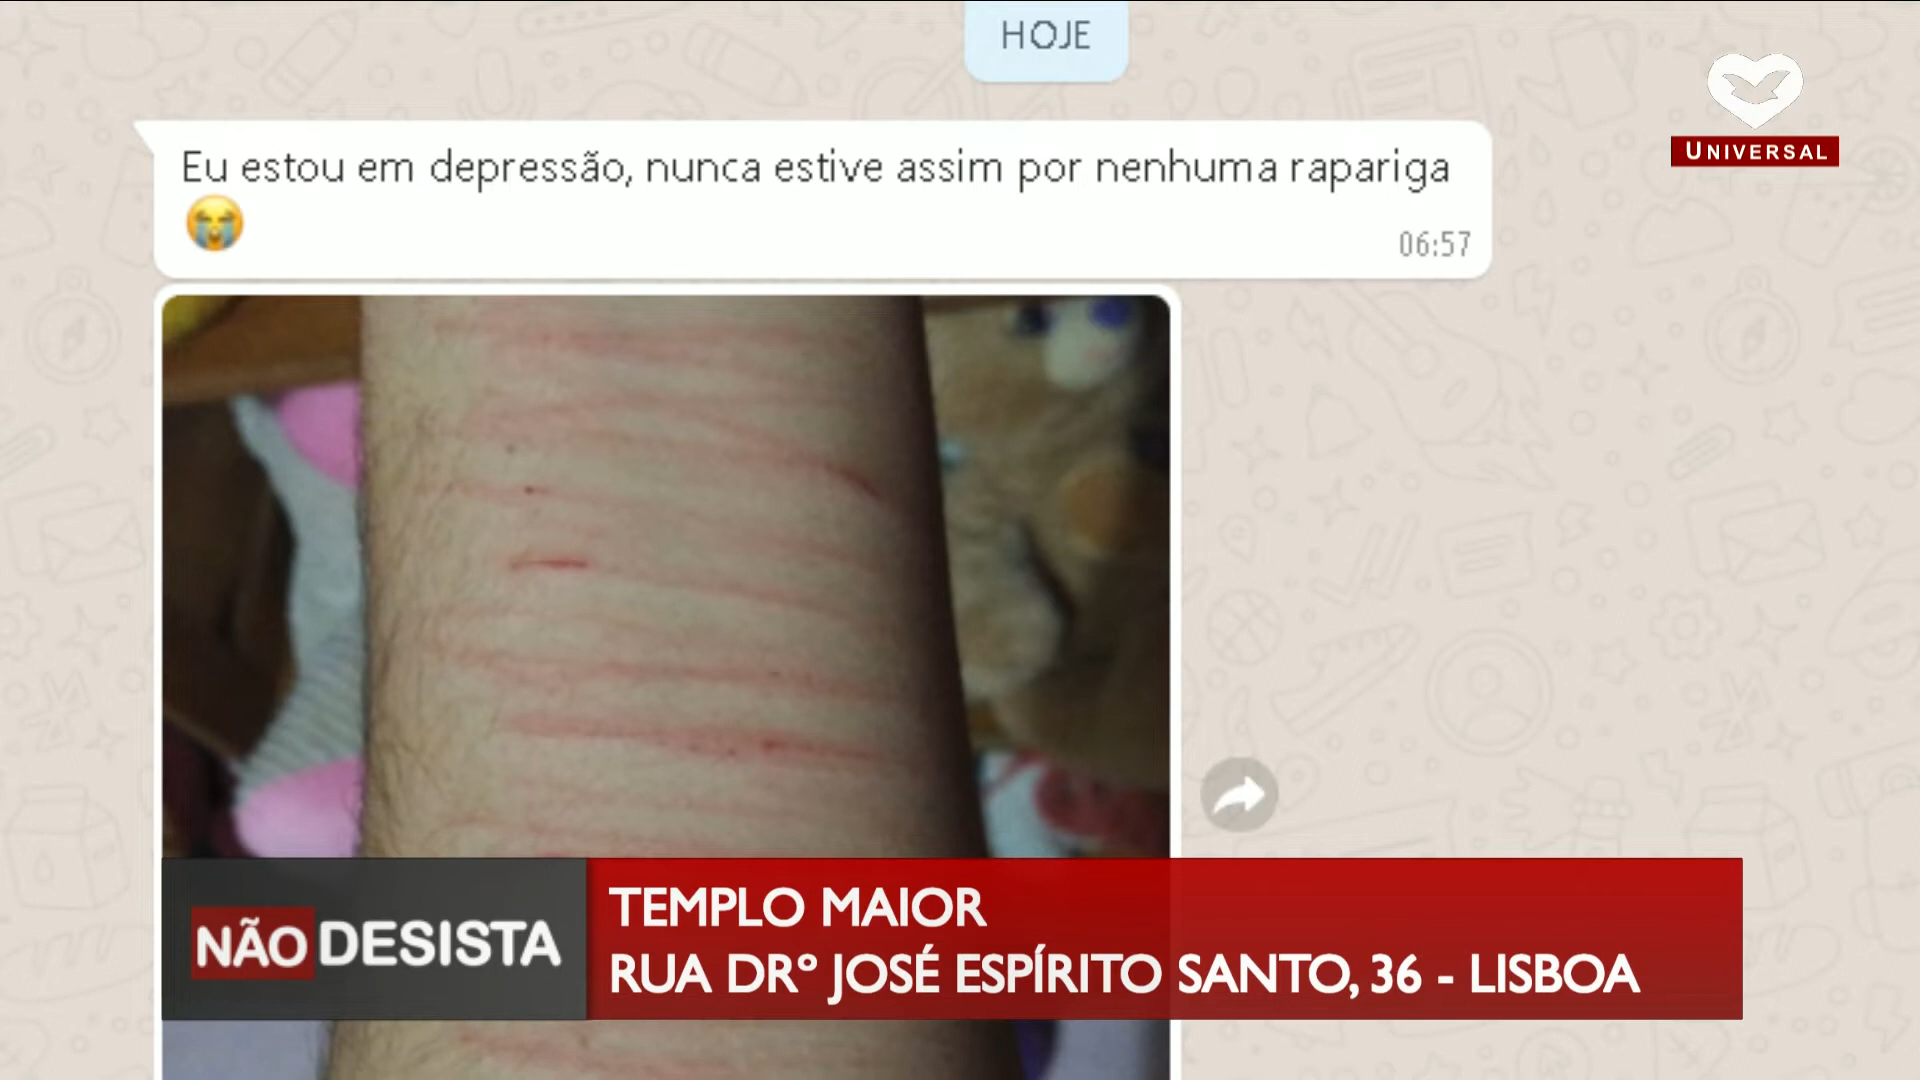 HOJE
UNIVERSAL
Eu estou em depressão, nunca estive assim por nenhuma rapariga
😭
06:57
NÃO DESISTA
TEMPLO MAIOR
RUA DRº JOSÉ ESPÍRITO SANTO, 36 - LISBOA